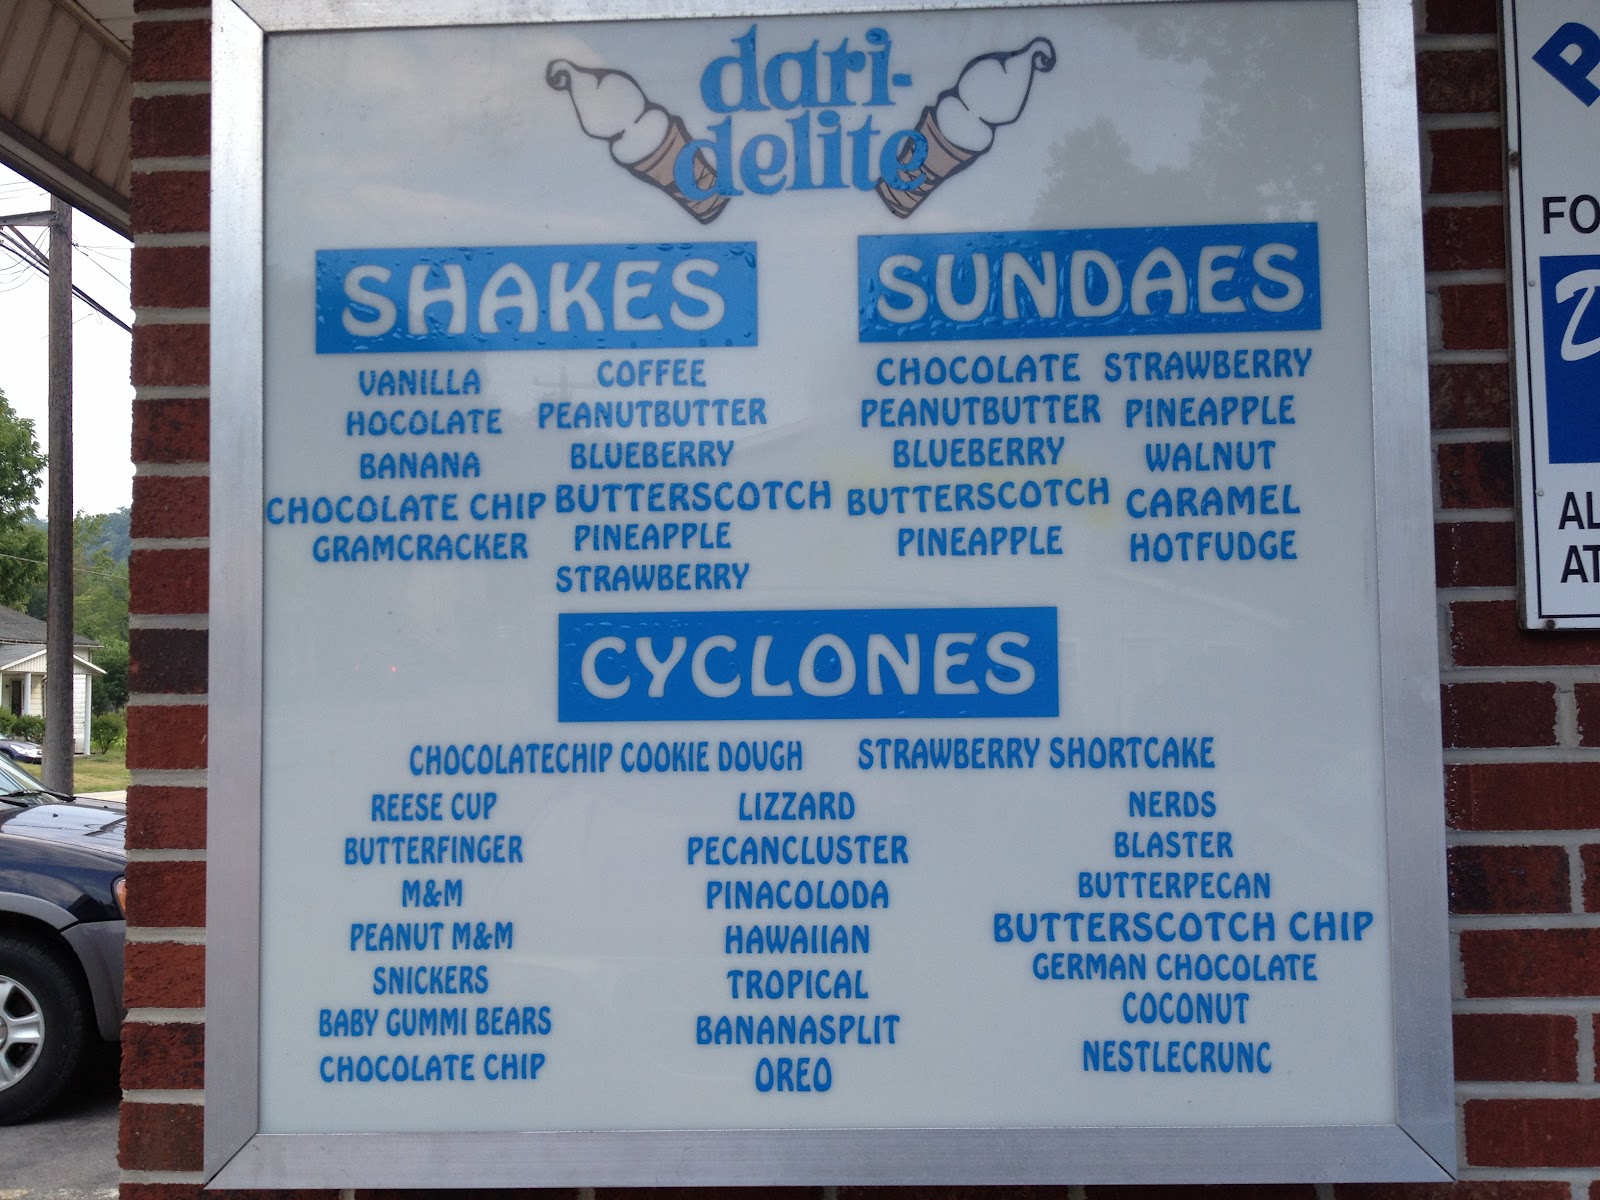 dari-
delite
SHAKES
VANILLA
HOCOLATE
BANANA
CHOCOLATE CHIP
GRAMCRACKER
COFFEE
PEANUTBUTTER
BLUEBERRY
BUTTERSCOTCH
PINEAPPLE
STRAWBERRY
SUNDAES
CHOCOLATE
PEANUTBUTTER
BLUEBERRY
BUTTERSCOTCH
PINEAPPLE
STRAWBERRY
PINEAPPLE
WALNUT
CARAMEL
HOTFUDGE
CYCLONES
CHOCOLATECHIP COOKIE DOUGH
STRAWBERRY SHORTCAKE
REESE CUP
BUTTERFINGER
M&M
PEANUT M&M
SNICKERS
BABY GUMMI BEARS
CHOCOLATE CHIP
LIZZARD
PECANCLUSTER
PINACOLODA
HAWAIIAN
TROPICAL
BANANASPLIT
OREO
NERDS
BLASTER
BUTTERPECAN
BUTTERSCOTCH CHIP
GERMAN CHOCOLATE
COCONUT
NESTLECRUNC
P
FO
AL
AT